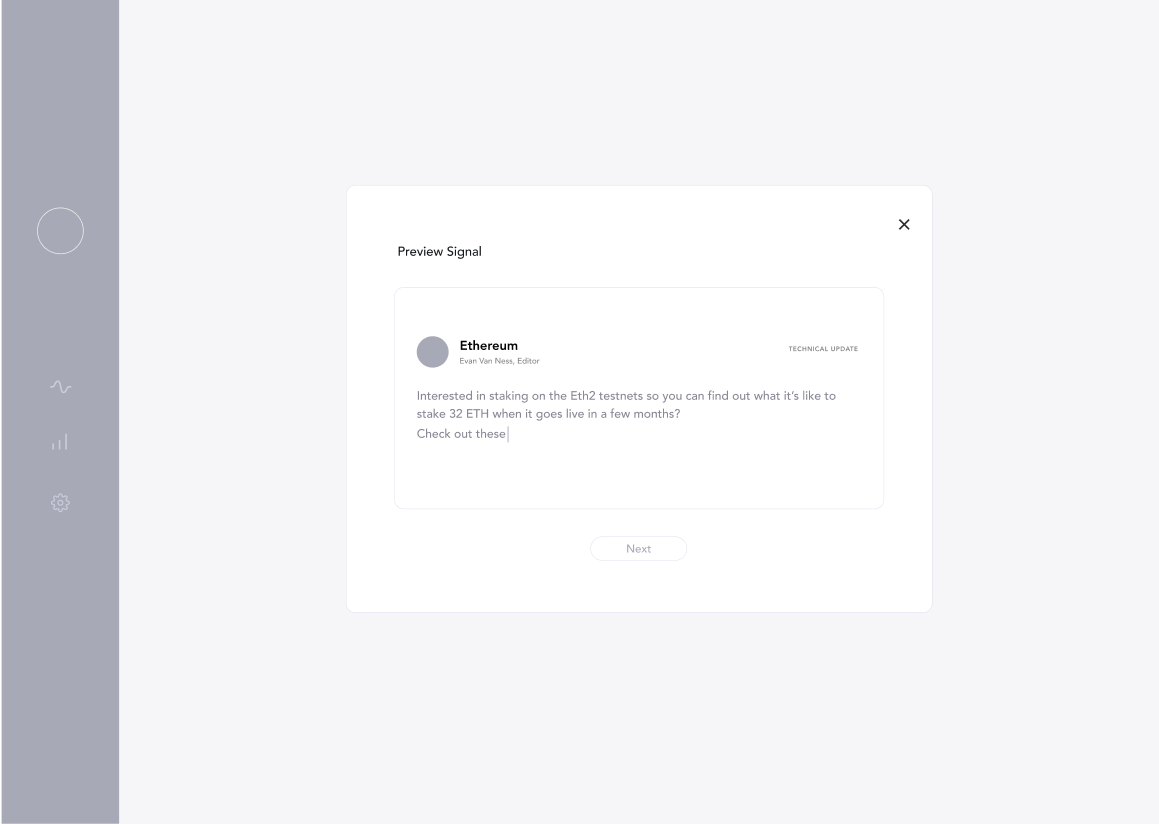 Preview Signal
Ethereum
Evan Van Ness, Editor
TECHNICAL UPDATE
Interested in staking on the Eth2 testnets so you can find out what it’s like to
stake 32 ETH when it goes live in a few months?
Check out these
Next